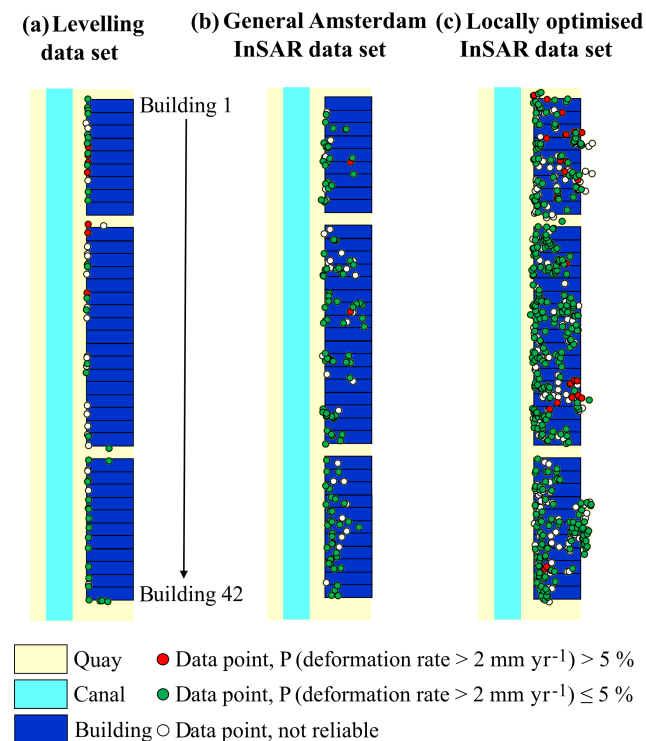 (a) Levelling
data set
(b) General Amsterdam
InSAR data set
(c) Locally optimised
InSAR data set
Building 1
Building 42
Quay
Data point, P (deformation rate > 2 mm yr⁻¹) > 5 %
Canal
Data point, P (deformation rate > 2 mm yr⁻¹) ≤ 5 %
Building
Data point, not reliable